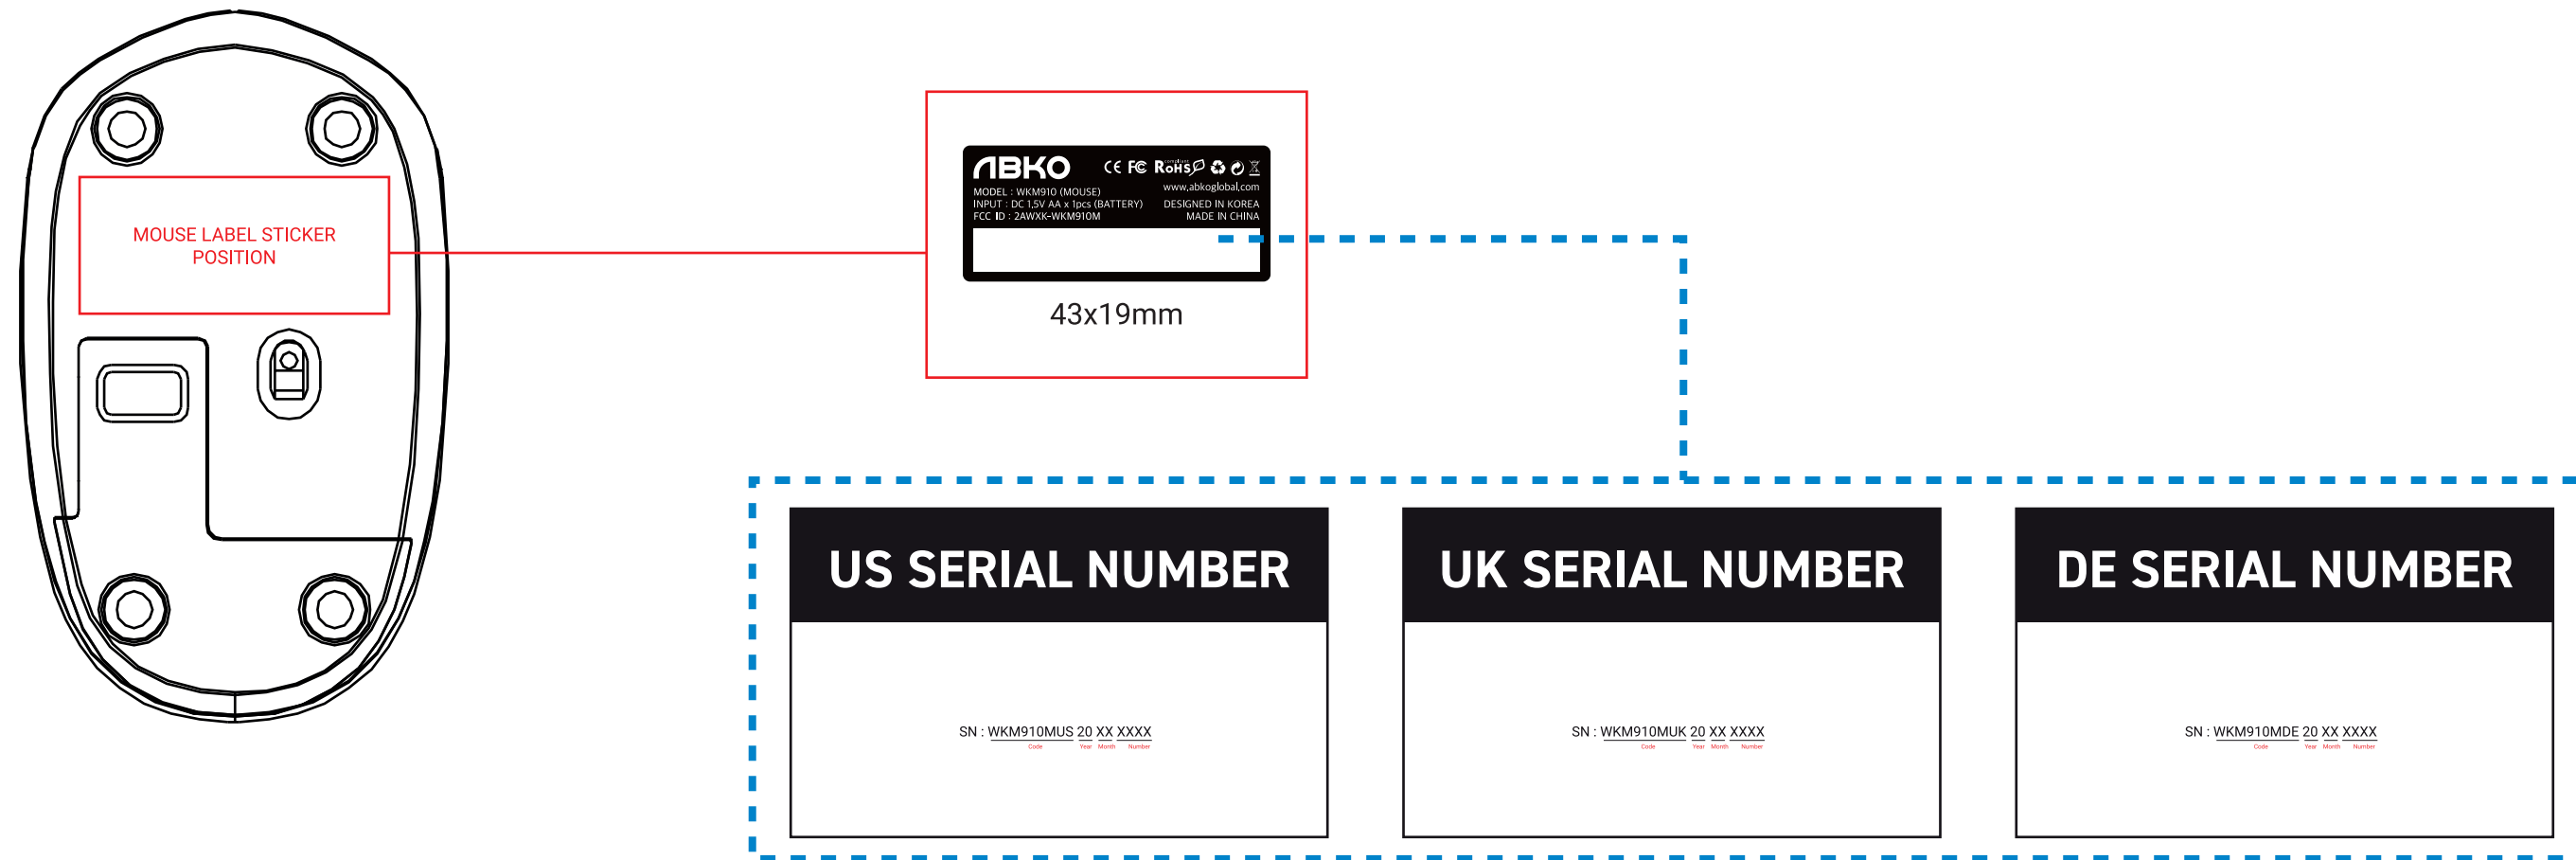 MOUSE LABEL STICKER
POSITION
ABKO
CE FC compliant RoHS
MODEL : WKM910 (MOUSE)
www.abkoglobal.com
INPUT : DC 1.5V AA x 1pcs (BATTERY)
DESIGNED IN KOREA
FCC ID : 2AWXK-WKM910M
MADE IN CHINA
43x19mm
US SERIAL NUMBER
SN : WKM910MUS 20 XX XXXX
Code Year Month Number
UK SERIAL NUMBER
SN : WKM910MUK 20 XX XXXX
Code Year Month Number
DE SERIAL NUMBER
SN : WKM910MDE 20 XX XXXX
Code Year Month Number